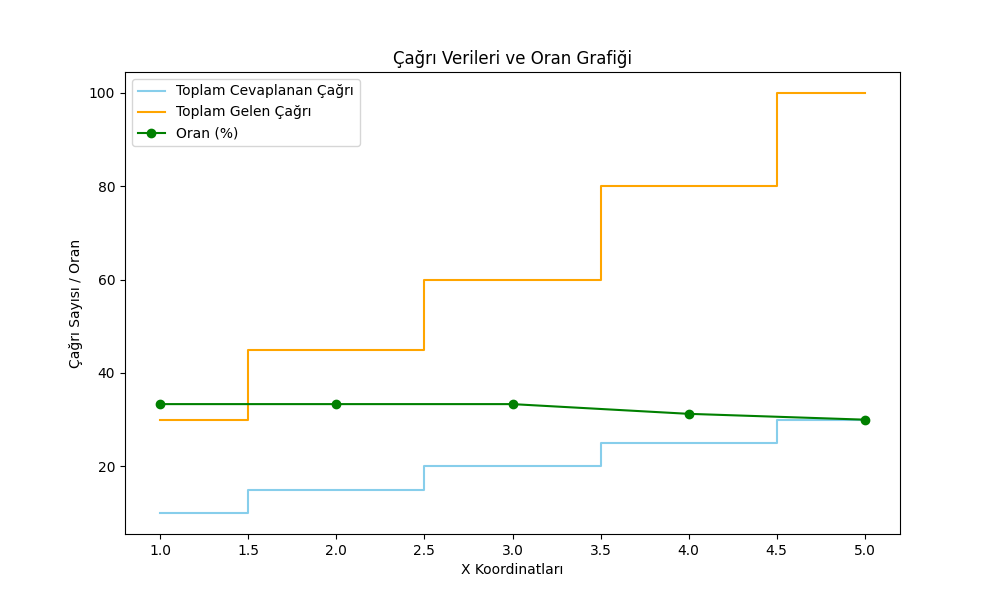 Çağrı Verileri ve Oran Grafiği
Toplam Cevaplanan Çağrı
Toplam Gelen Çağrı
Oran (%)
Çağrı Sayısı / Oran
100
80
60
40
20
1.0 1.5 2.0 2.5 3.0 3.5 4.0 4.5 5.0
X Koordinatları